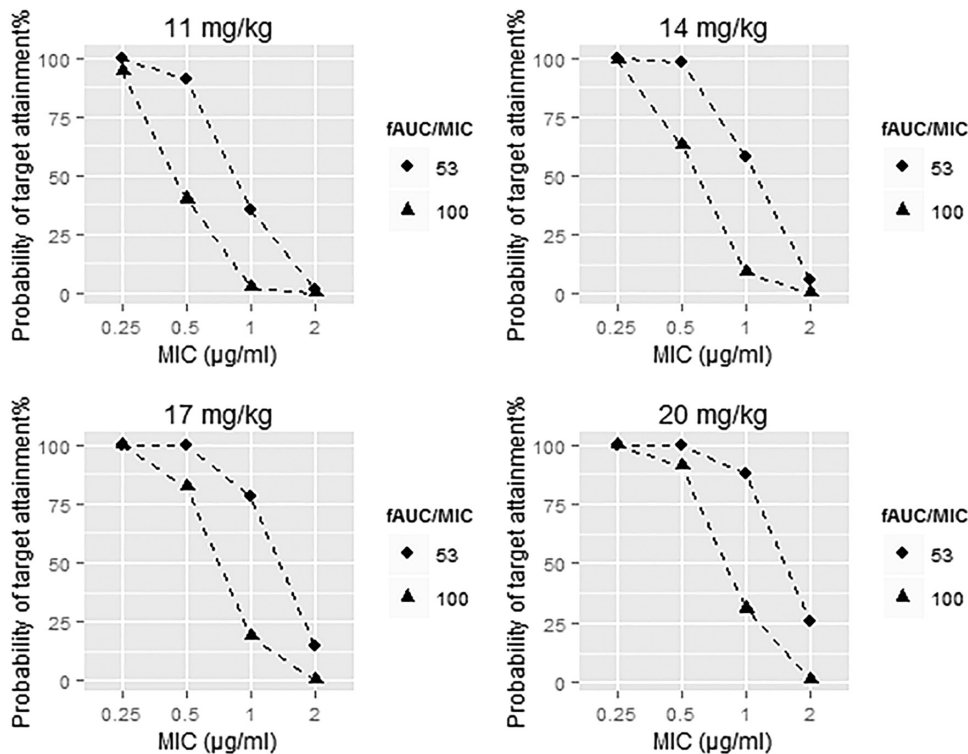 11 mg/kg
Probability of target attainment%
100
75
50
25
0
0.25 0.5 1 2
MIC (µg/ml)
fAUC/MIC
53
100
14 mg/kg
Probability of target attainment%
100
75
50
25
0
0.25 0.5 1 2
MIC (µg/ml)
fAUC/MIC
53
100
17 mg/kg
Probability of target attainment%
100
75
50
25
0
0.25 0.5 1 2
MIC (µg/ml)
fAUC/MIC
53
100
20 mg/kg
Probability of target attainment%
100
75
50
25
0
0.25 0.5 1 2
MIC (µg/ml)
fAUC/MIC
53
100